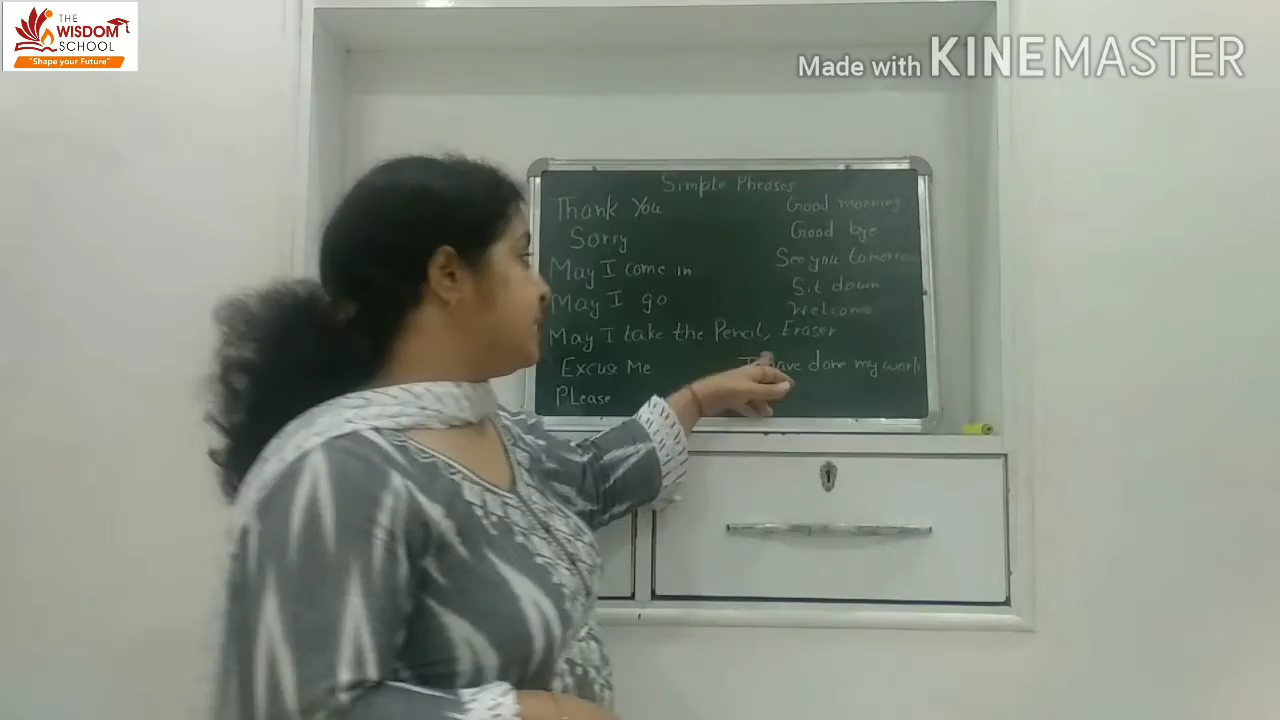 THE
WISDOM
SCHOOL
"Shape your Future"
Made with KINEMASTER
Simple Phrases
Thank You
Sorry
May I come in
May I go
May I take the Pencil, Eraser
Excuse Me
PLease
Good morning
Good bye
See you tomorrow
Sit down
Welcome
I have done my work